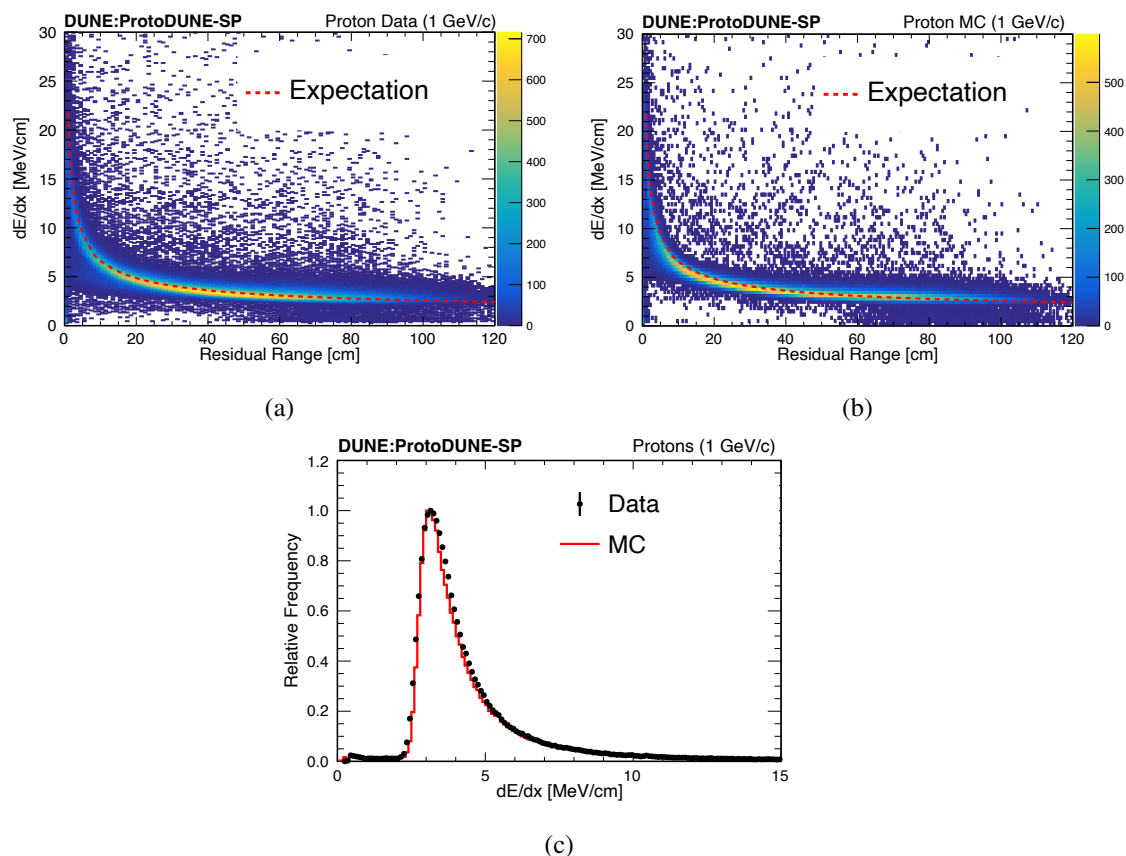 DUNE:ProtoDUNE-SP Proton Data (1 GeV/c)
30
25
20
15
10
5
0
dE/dx [MeV/cm]
Expectation
700
600
500
400
300
200
100
0
0 20 40 60 80 100 120
Residual Range [cm]
(a)
DUNE:ProtoDUNE-SP Proton MC (1 GeV/c)
30
25
20
15
10
5
0
dE/dx [MeV/cm]
Expectation
500
400
300
200
100
0
0 20 40 60 80 100 120
Residual Range [cm]
(b)
DUNE:ProtoDUNE-SP Protons (1 GeV/c)
1.2
1.0
0.8
0.6
0.4
0.2
0.0
Relative Frequency
Data
MC
0 5 10 15
dE/dx [MeV/cm]
(c)